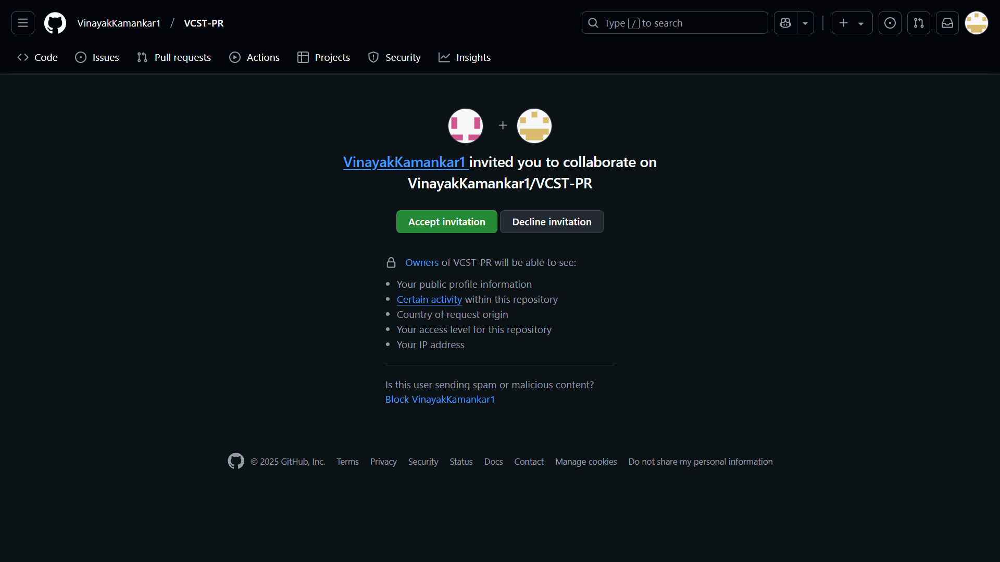 VinayakKamankar1 / VCST-PR
Type / to search
Code Issues Pull requests Actions Projects Security Insights
VinayakKamankar1 invited you to collaborate on
VinayakKamankar1/VCST-PR
Accept invitation Decline invitation
Owners of VCST-PR will be able to see:
Your public profile information
Certain activity within this repository
Country of request origin
Your access level for this repository
Your IP address
Is this user sending spam or malicious content?
Block VinayakKamankar1
© 2025 GitHub, Inc. Terms Privacy Security Status Docs Contact Manage cookies Do not share my personal information